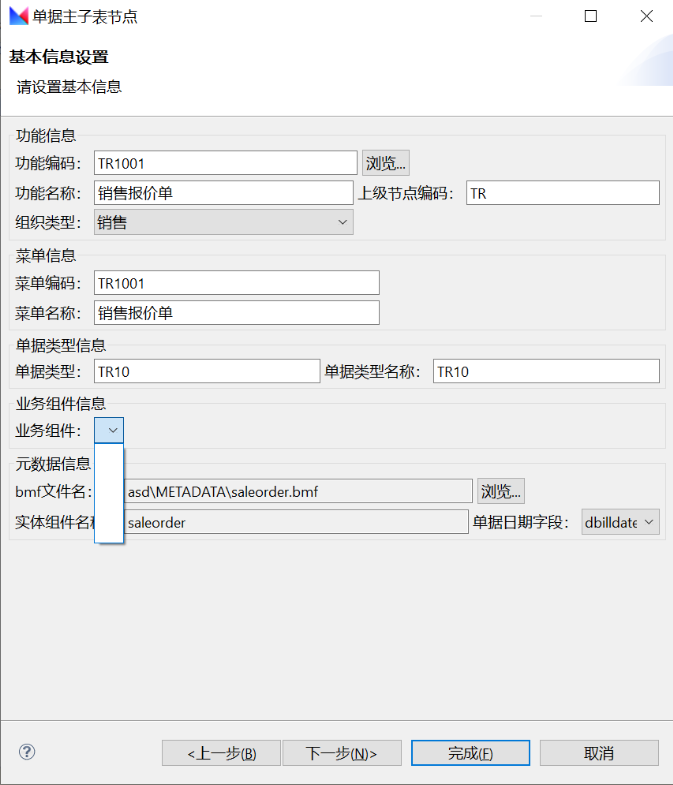 单据主子表节点
基本信息设置
请设置基本信息
功能信息
功能编码： TR1001 浏览...
功能名称： 销售报价单 上级节点编码： TR
组织类型： 销售
菜单信息
菜单编码： TR1001
菜单名称： 销售报价单
单据类型信息
单据类型： TR10 单据类型名称： TR10
业务组件信息
业务组件：
元数据信息
bmf文件名： asd\METADATA\saleorder.bmf 浏览...
实体组件名 saleorder 单据日期字段： dbilldate
<上一步(B) 下一步(N)> 完成(F) 取消